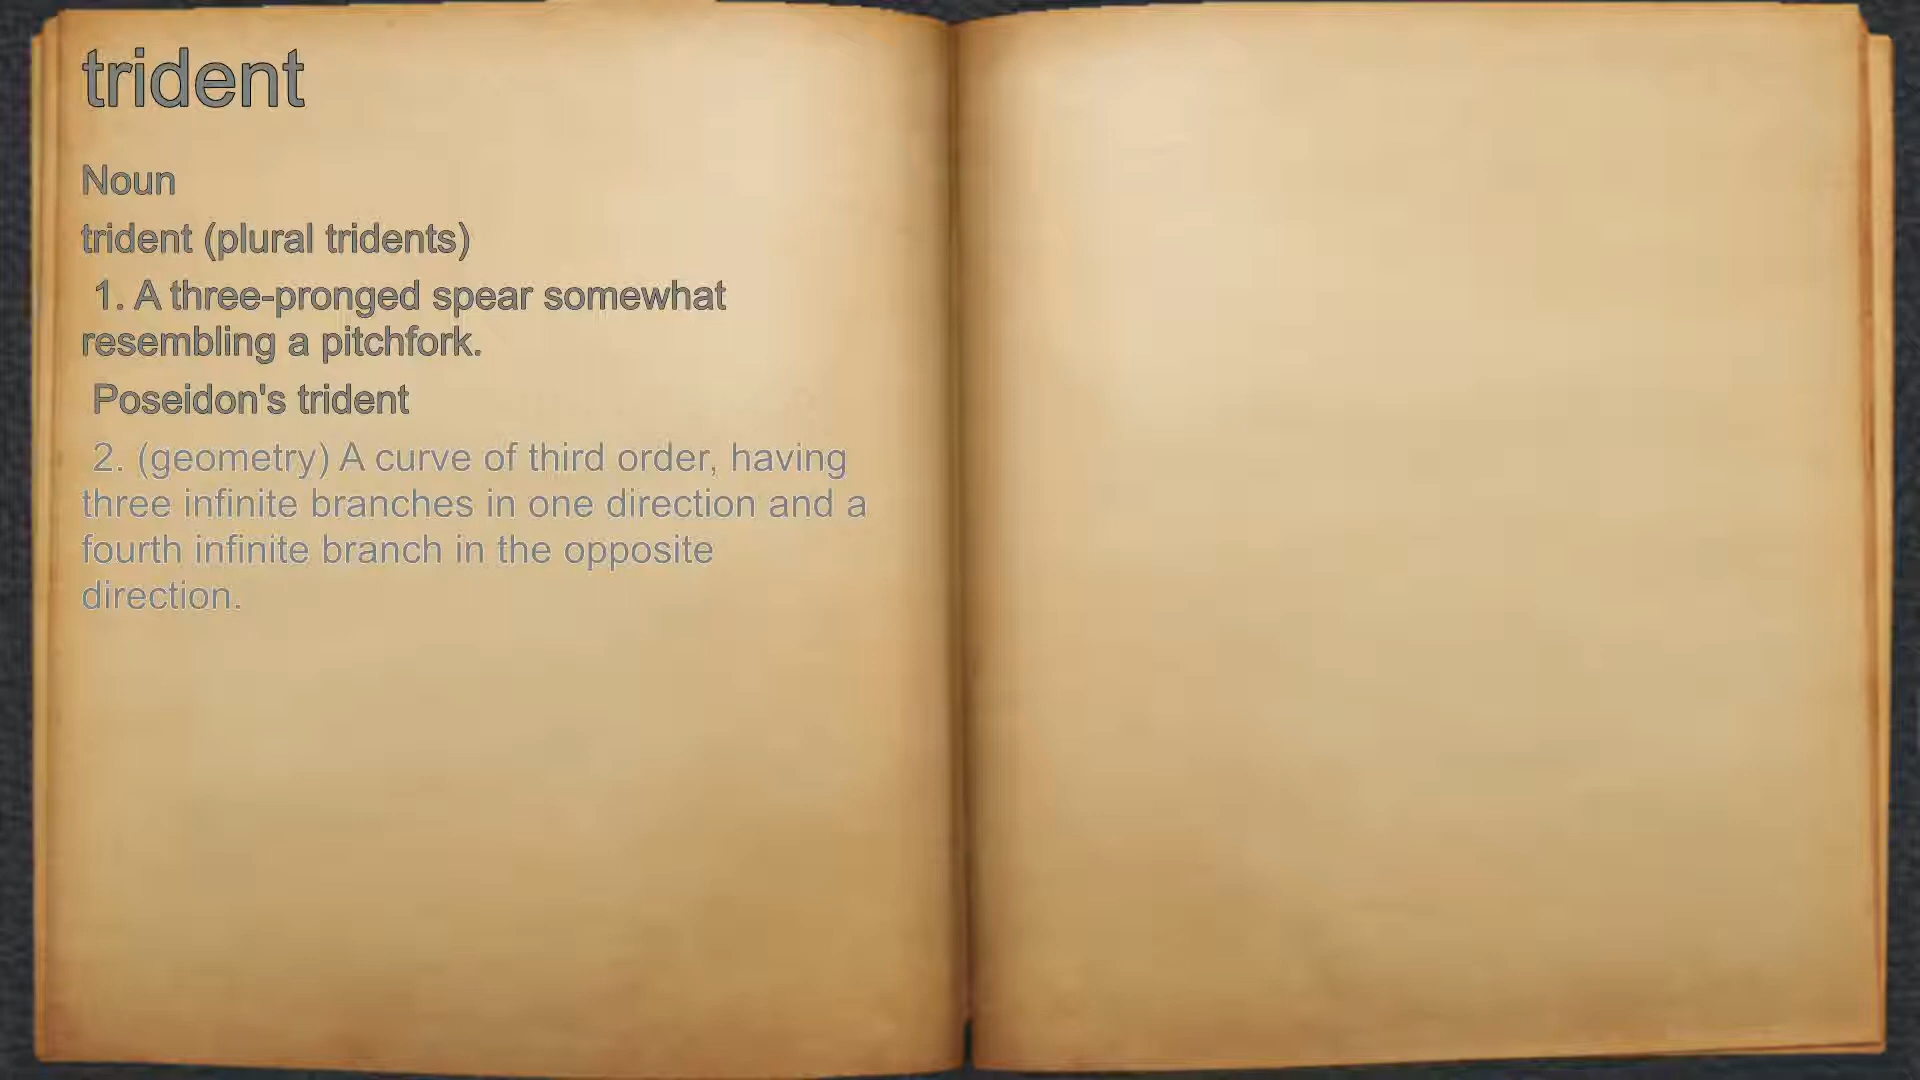 trident
Noun
trident (plural tridents)
1. A three-pronged spear somewhat
resembling a pitchfork.
Poseidon's trident
2. (geometry) A curve of third order, having
three infinite branches in one direction and a
fourth infinite branch in the opposite
direction.